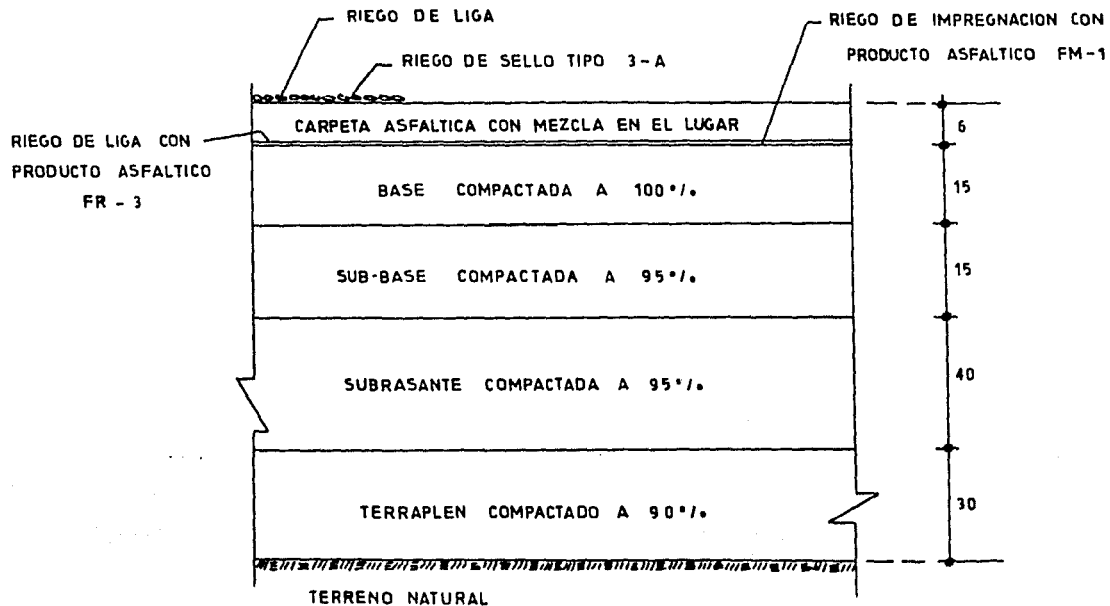 RIEGO DE LIGA
RIEGO DE IMPREGNACION CON
PRODUCTO ASFALTICO FM-1
RIEGO DE SELLO TIPO 3-A
CARPETA ASFALTICA CON MEZCLA EN EL LUGAR
6
RIEGO DE LIGA CON
PRODUCTO ASFALTICO
FR - 3
BASE COMPACTADA A 100%.
15
SUB-BASE COMPACTADA A 95%.
15
SUBRASANTE COMPACTADA A 95%.
40
TERRAPLEN COMPACTADO A 90%.
30
TERRENO NATURAL